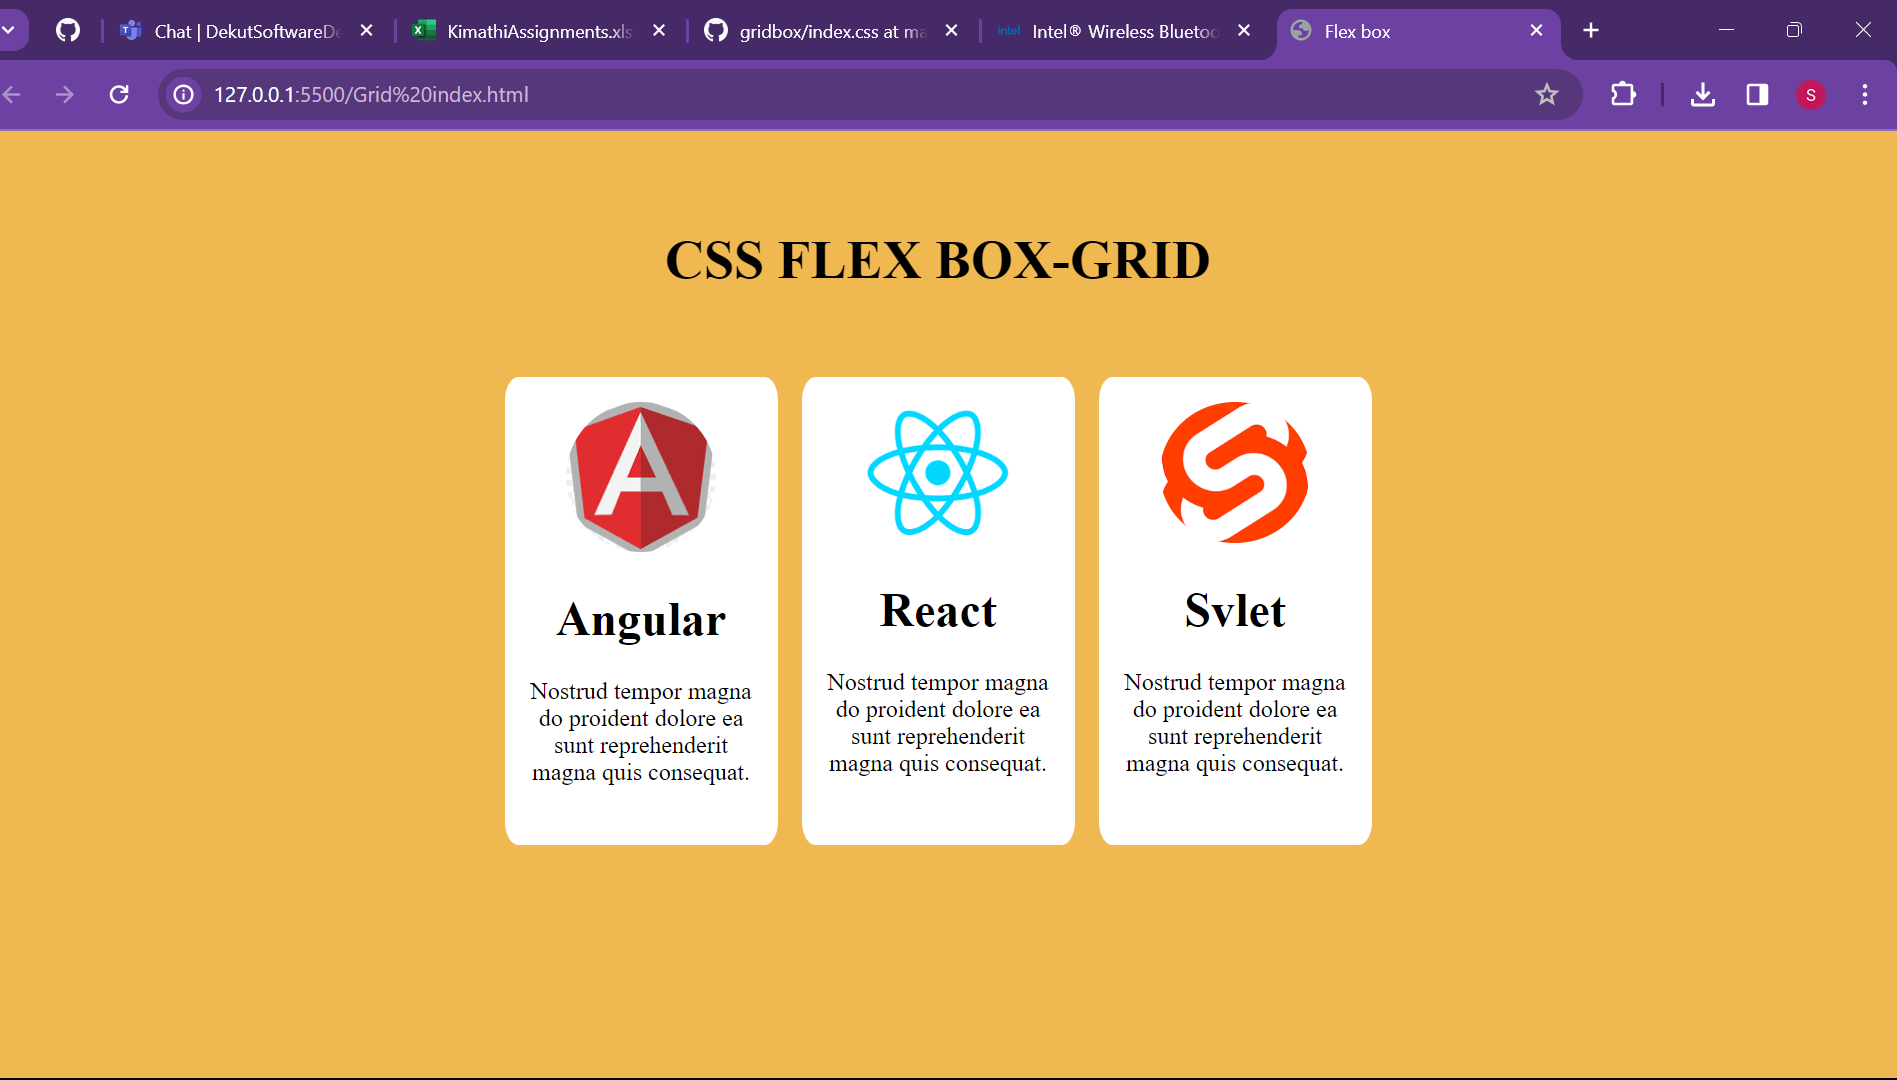 Chat | DekutSoftwareDe
KimathiAssignments.xls
gridbox/index.css at ma
intel
Intel® Wireless Bluetoo
Flex box
127.0.0.1:5500/Grid%20index.html
S
CSS FLEX BOX-GRID
A
Angular
Nostrud tempor magna
do proident dolore ea
sunt reprehenderit
magna quis consequat.
React
Nostrud tempor magna
do proident dolore ea
sunt reprehenderit
magna quis consequat.
Svlet
Nostrud tempor magna
do proident dolore ea
sunt reprehenderit
magna quis consequat.